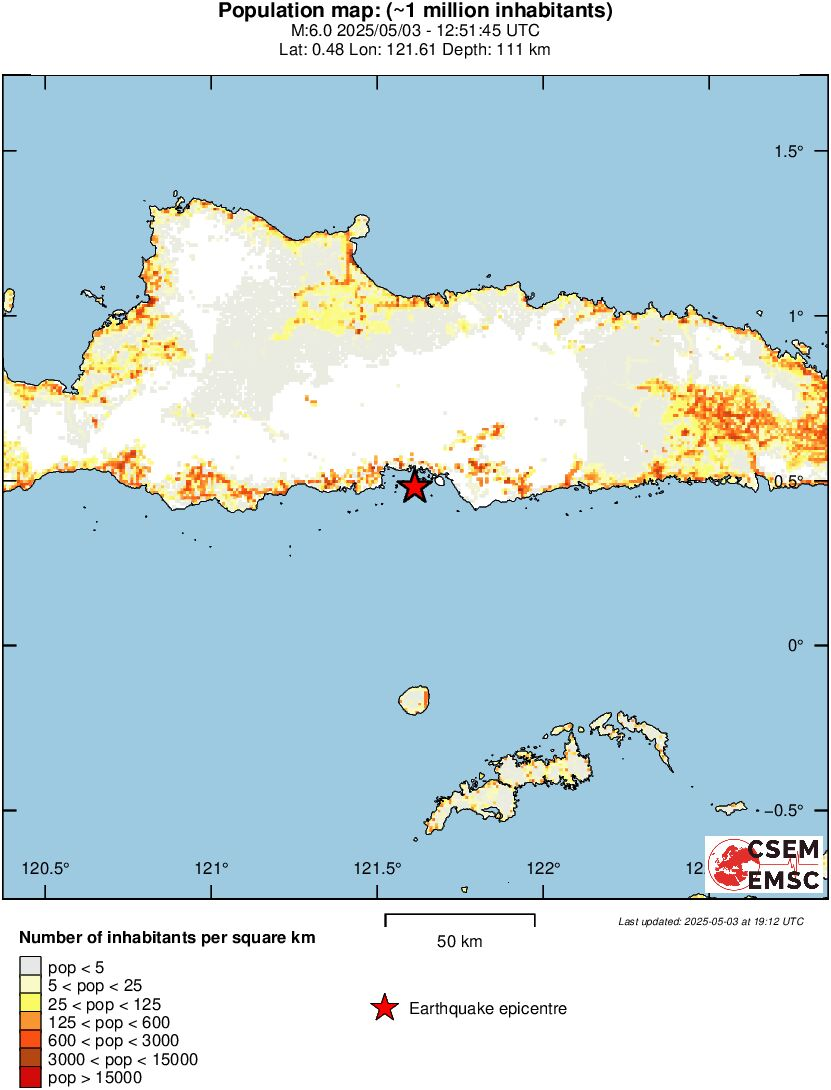 Population map: (~1 million inhabitants)
M:6.0 2025/05/03 - 12:51:45 UTC
Lat: 0.48 Lon: 121.61 Depth: 111 km
1.5°
1°
0.5°
0°
−0.5°
120.5° 121° 121.5° 122° 12
CSEM
EMSC
Last updated: 2025-05-03 at 19:12 UTC
50 km
Number of inhabitants per square km
pop < 5
5 < pop < 25
25 < pop < 125
125 < pop < 600
600 < pop < 3000
3000 < pop < 15000
pop > 15000
Earthquake epicentre